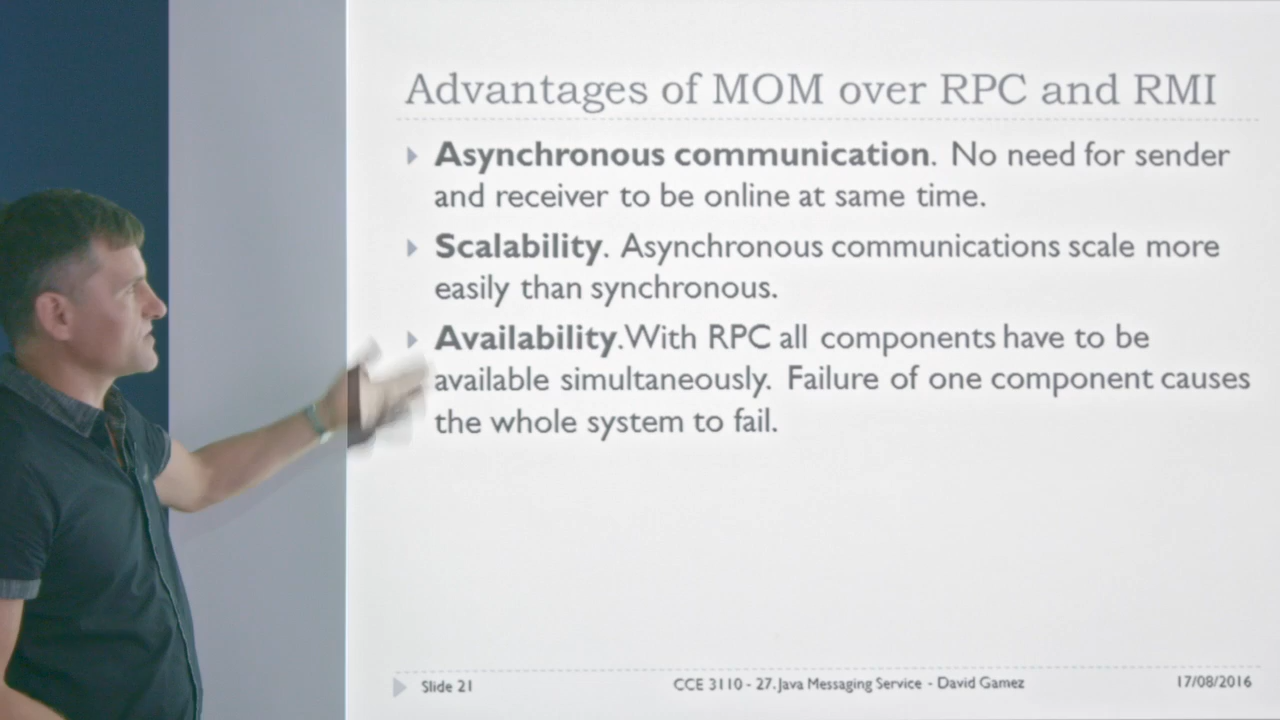 Advantages of MOM over RPC and RMI
Asynchronous communication. No need for sender
and receiver to be online at same time.
Scalability. Asynchronous communications scale more
easily than synchronous.
Availability.With RPC all components have to be
available simultaneously. Failure of one component causes
the whole system to fail.
Slide 21
CCE 3110 - 27. Java Messaging Service - David Gamez
17/08/2016